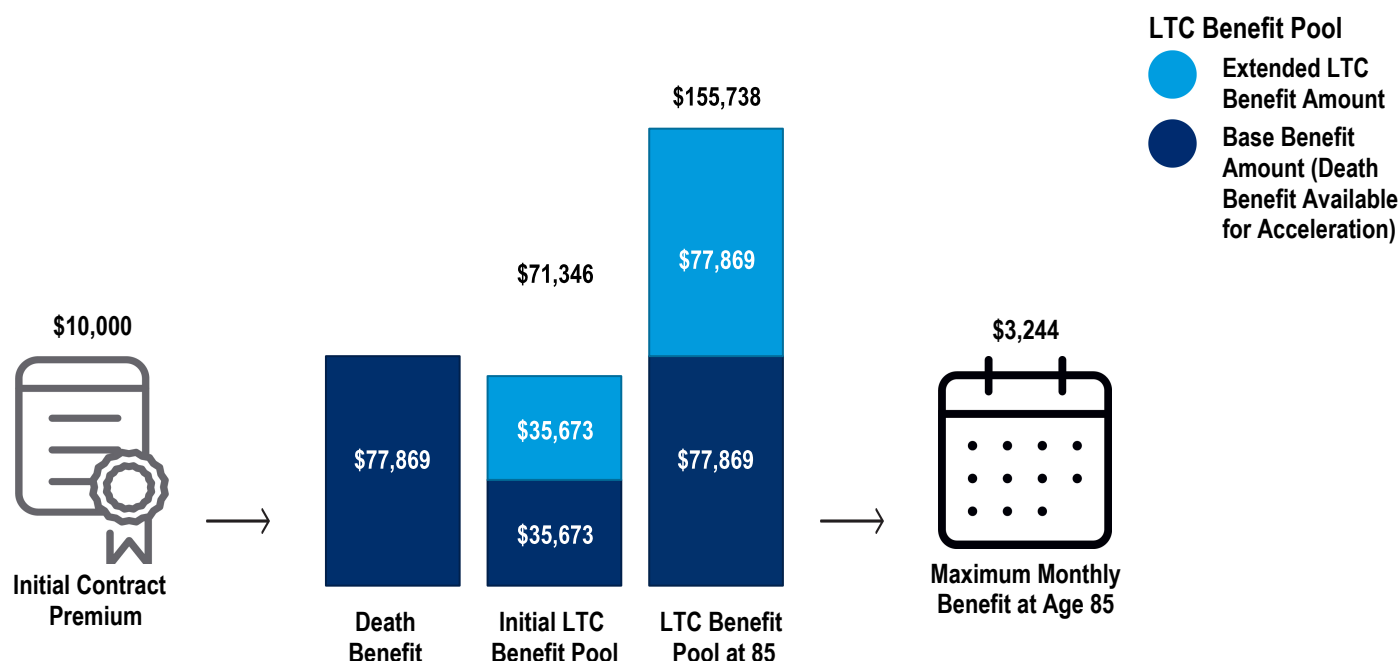 LTC Benefit Pool
Extended LTC
Benefit Amount
Base Benefit
Amount (Death
Benefit Available
for Acceleration)
$10,000
Initial Contract
Premium
$77,869
Death
Benefit
$71,346
$35,673
$35,673
Initial LTC
Benefit Pool
$155,738
$77,869
$77,869
LTC Benefit
Pool at 85
$3,244
Maximum Monthly
Benefit at Age 85